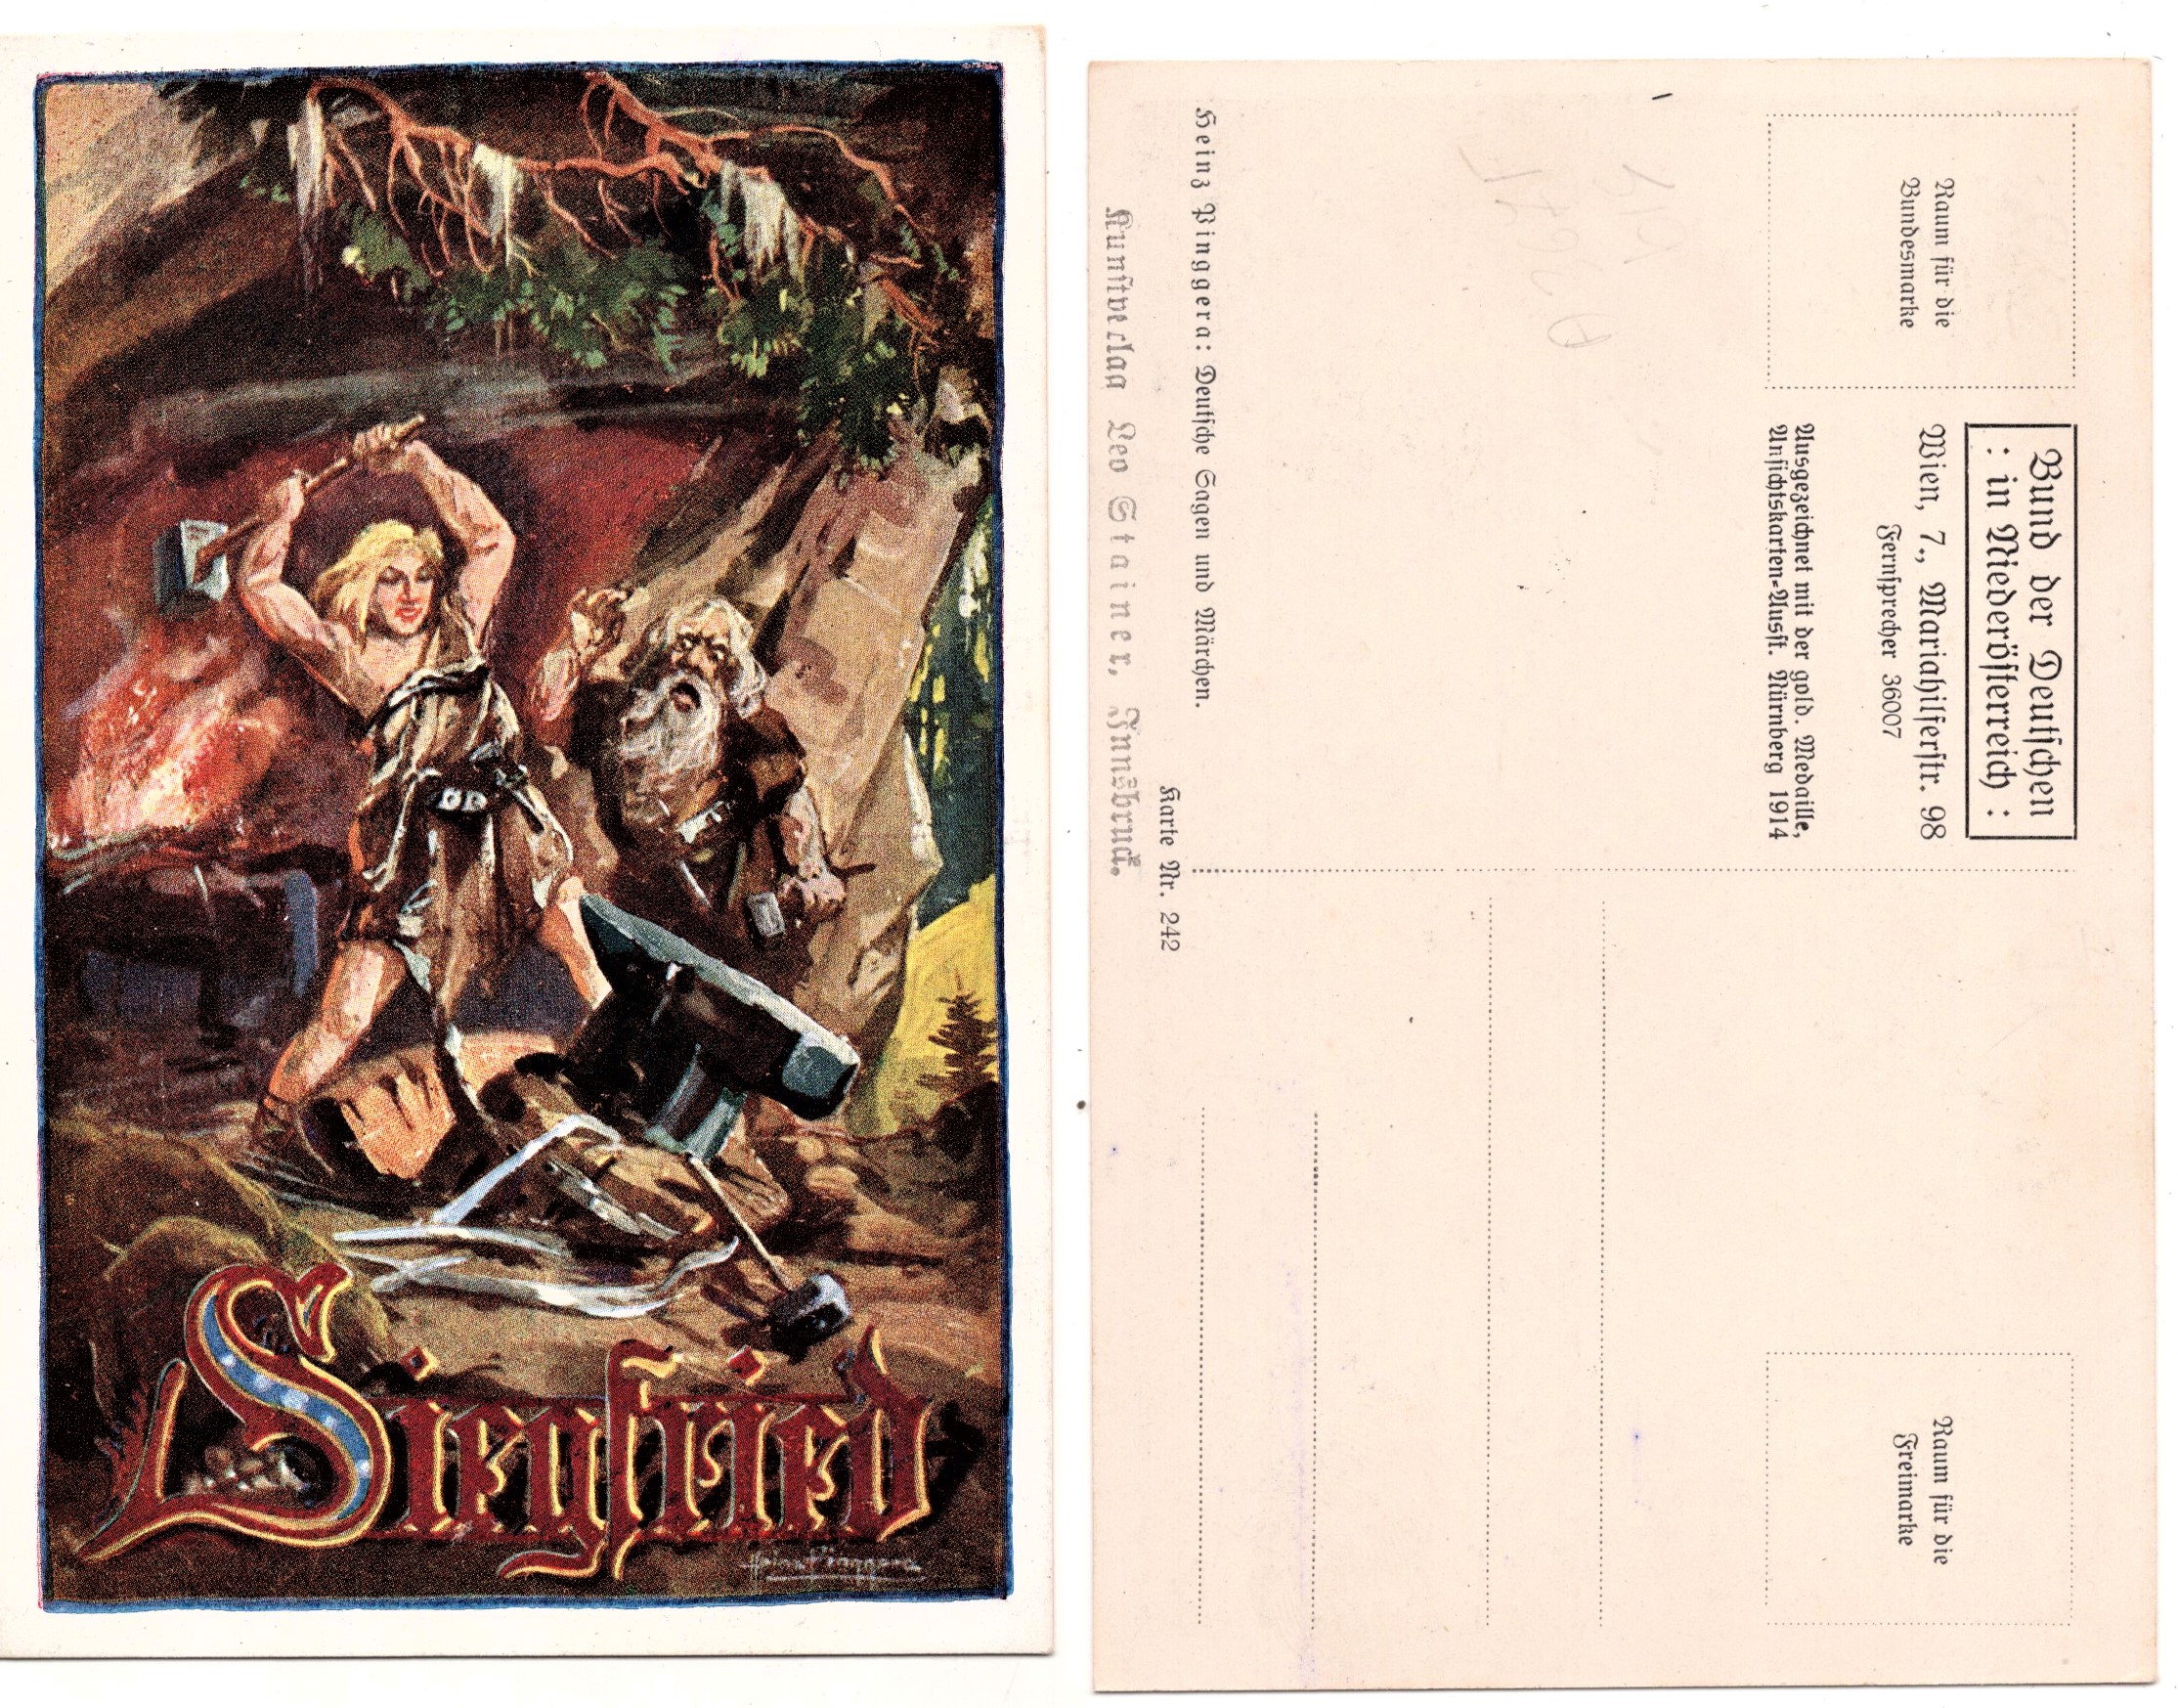 Siegfried
Heinz Pinggera
Bund der Deutschen
: in Niederösterreich :
Wien, 7., Mariahilferstr. 98
Fernsprecher 36007
Ausgezeichnet mit der gold. Medaille,
Ansichtskarten-Ausst. Nürnberg 1914
Raum für die
Bundesmarke
Raum für die
Freimarke
Heinz Pinggera: Deutsche Sagen und Märchen.
Karte Nr. 242
Kunstverlag Leo Stainer, Innsbruck.